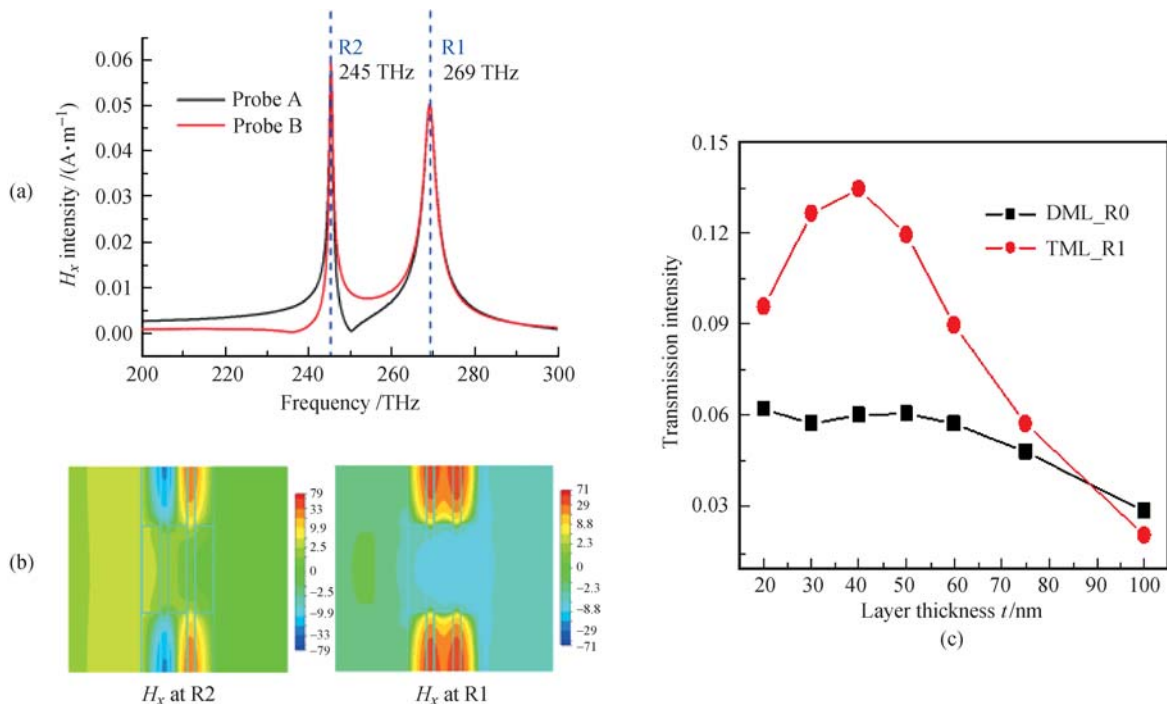 (a)
R2
245 THz
R1
269 THz
Probe A
Probe B
0.06
0.05
0.04
0.03
0.02
0.01
0.00
H_x intensity /(A·m⁻¹)
200 220 240 260 280 300
Frequency /THz
(b)
79
33
9.9
2.5
0
−2.5
−9.9
−33
−79
H_x at R2
71
29
8.8
2.3
0
−2.3
−8.8
−29
−71
H_x at R1
0.15
0.12
0.09
0.06
0.03
Transmission intensity
DML_R0
TML_R1
20 30 40 50 60 70 80 90 100
Layer thickness t/nm
(c)